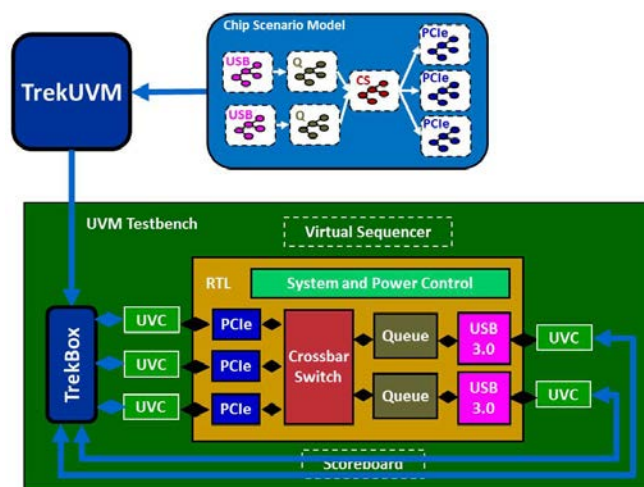 Chip Scenario Model
TrekUVM
USB
Q
CS
PCIe
PCIe
PCIe
USB
Q
UVM Testbench
Virtual Sequencer
RTL
System and Power Control
TrekBox
UVC
PCIe
Crossbar
Switch
Queue
USB
3.0
UVC
UVC
PCIe
UVC
PCIe
Queue
USB
3.0
UVC
Scoreboard